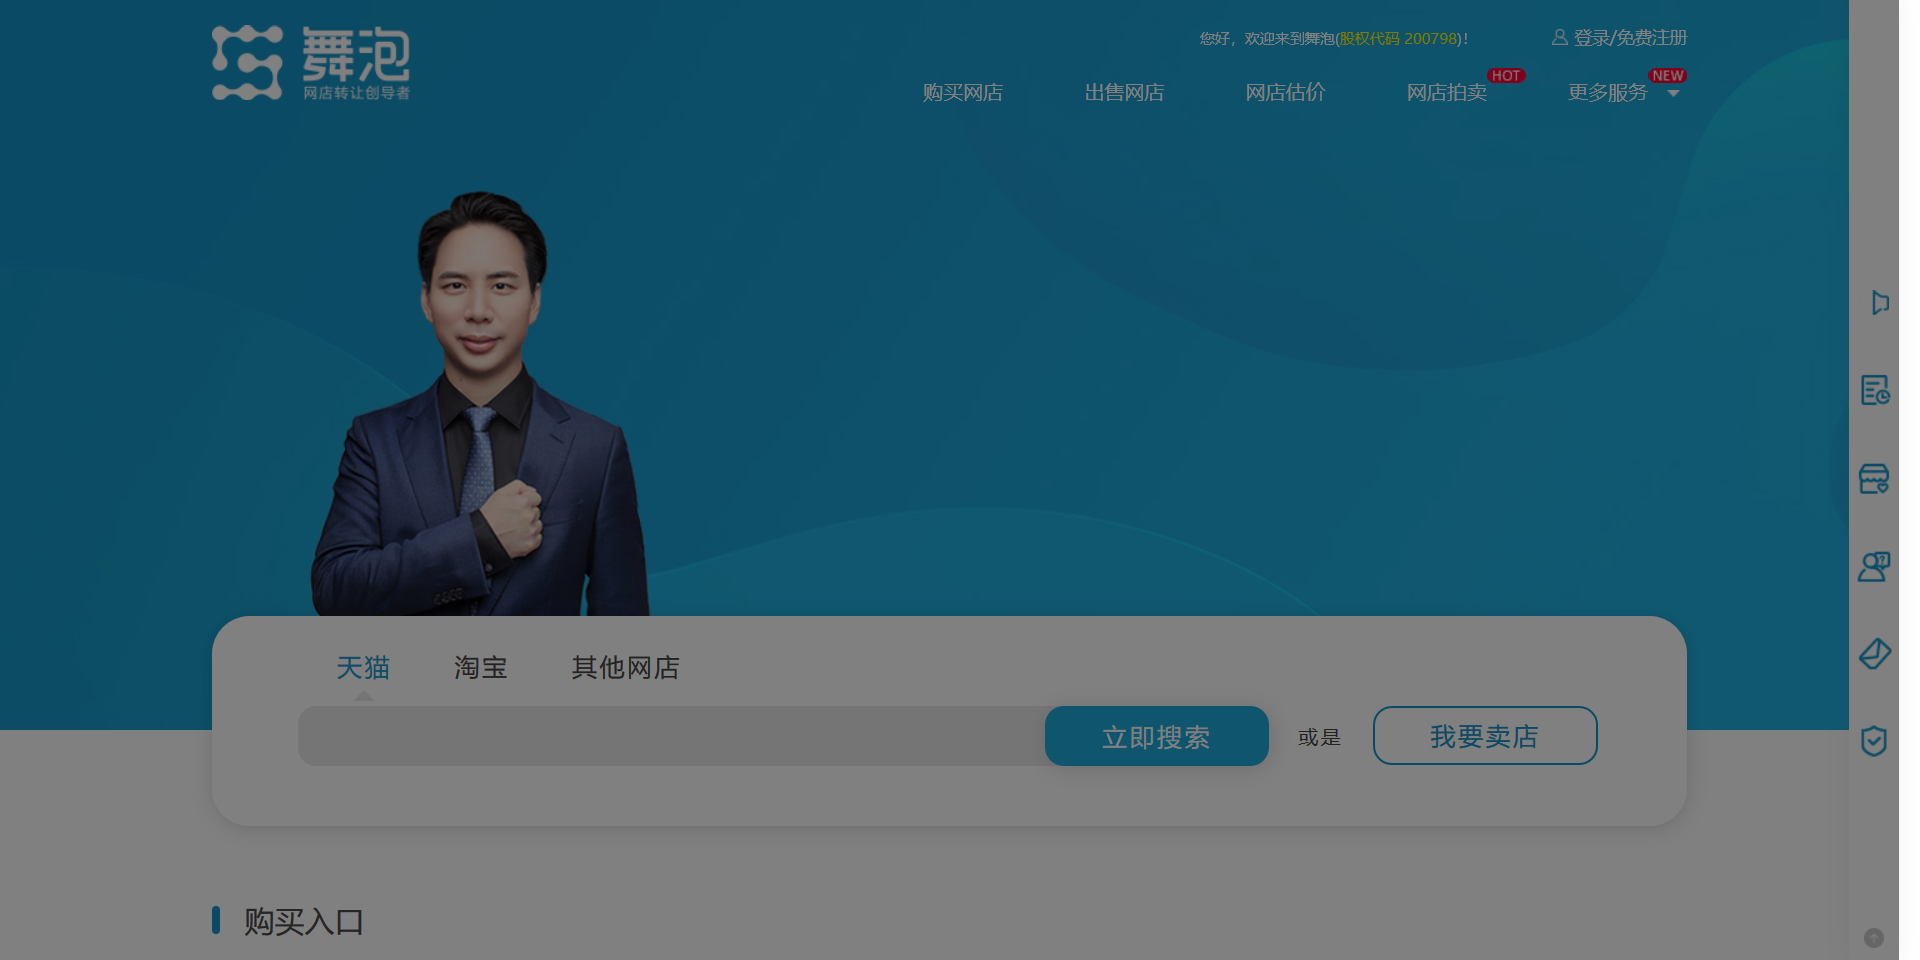 舞泡
网店转让创导者
您好，欢迎来到舞泡(股权代码 200798)！
登录/免费注册
购买网店 出售网店 网店估价 网店拍卖 HOT 更多服务 NEW
天猫 淘宝 其他网店
立即搜索 或是 我要卖店
购买入口